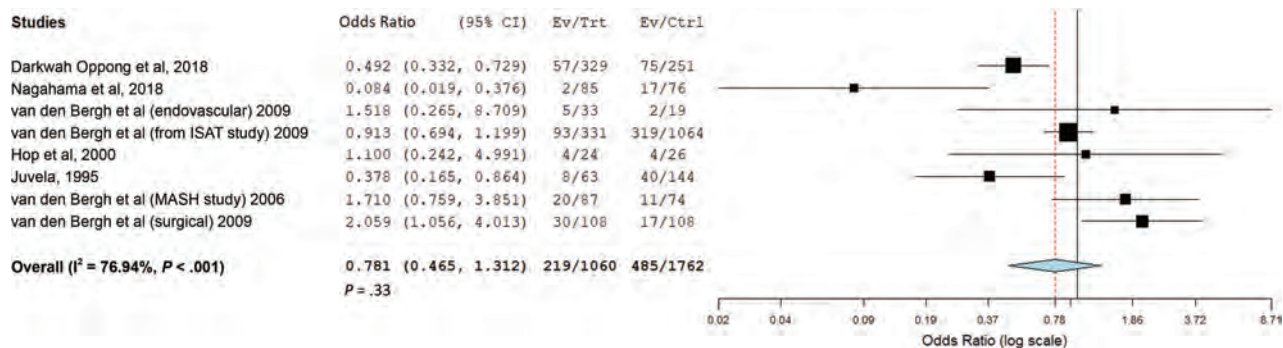 Studies Odds Ratio (95% CI) Ev/Trt Ev/Ctrl
Darkwah Oppong et al, 2018 0.492 (0.332, 0.729) 57/329 75/251
Nagahama et al, 2018 0.084 (0.019, 0.376) 2/85 17/76
van den Bergh et al (endovascular) 2009 1.518 (0.265, 8.709) 5/33 2/19
van den Bergh et al (from ISAT study) 2009 0.913 (0.694, 1.199) 93/331 319/1064
Hop et al, 2000 1.100 (0.242, 4.991) 4/24 4/26
Juvela, 1995 0.378 (0.165, 0.864) 8/63 40/144
van den Bergh et al (MASH study) 2006 1.710 (0.759, 3.851) 20/87 11/74
van den Bergh et al (surgical) 2009 2.059 (1.056, 4.013) 30/108 17/108
Overall (I² = 76.94%, P < .001) 0.781 (0.465, 1.312) 219/1060 485/1762
P = .33
0.02 0.04 0.09 0.19 0.37 0.78 1.86 3.72 8.71
Odds Ratio (log scale)